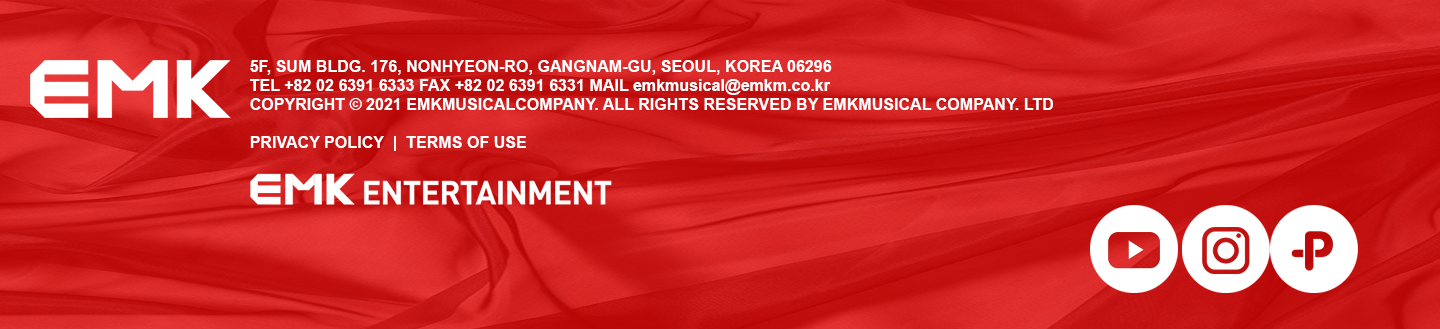 EMK
5F, SUM BLDG. 176, NONHYEON-RO, GANGNAM-GU, SEOUL, KOREA 06296
TEL +82 02 6391 6333 FAX +82 02 6391 6331 MAIL emkmusical@emkm.co.kr
COPYRIGHT © 2021 EMKMUSICALCOMPANY. ALL RIGHTS RESERVED BY EMKMUSICAL COMPANY. LTD
PRIVACY POLICY | TERMS OF USE
EMK ENTERTAINMENT